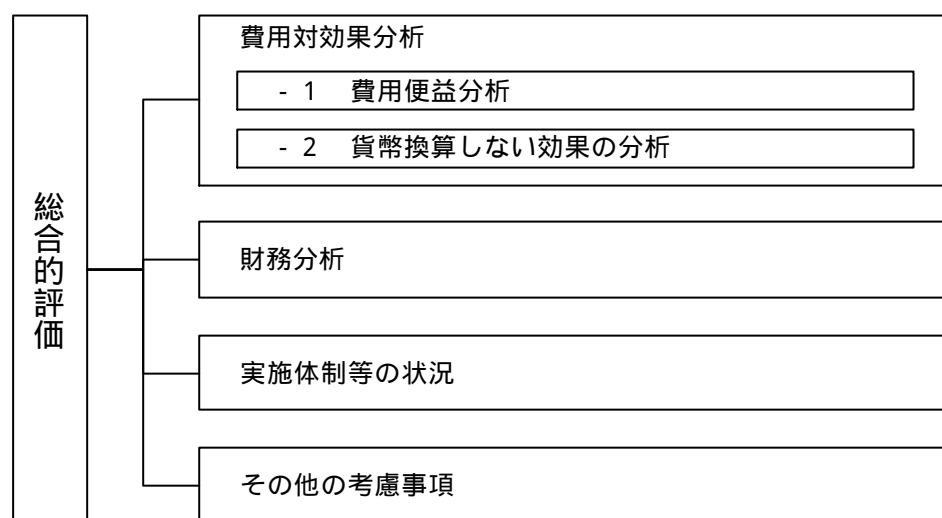 総合的評価
費用対効果分析
- 1 費用便益分析
- 2 貨幣換算しない効果の分析
財務分析
実施体制等の状況
その他の考慮事項